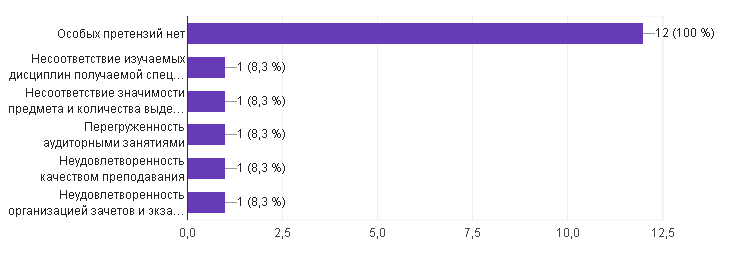 Особых претензий нет
12 (100 %)
Несоответствие изучаемых
дисциплин получаемой спец…
1 (8,3 %)
Несоответствие значимости
предмета и количества выде…
1 (8,3 %)
Перегруженность
аудиторными занятиями
1 (8,3 %)
Неудовлетворенность
качеством преподавания
1 (8,3 %)
Неудовлетворенность
организацией зачетов и экза…
1 (8,3 %)
0,0 2,5 5,0 7,5 10,0 12,5